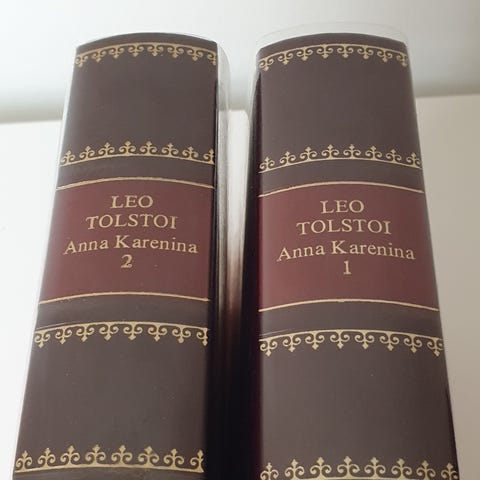 LEO
TOLSTOI
Anna Karenina
2
LEO
TOLSTOI
Anna Karenina
1